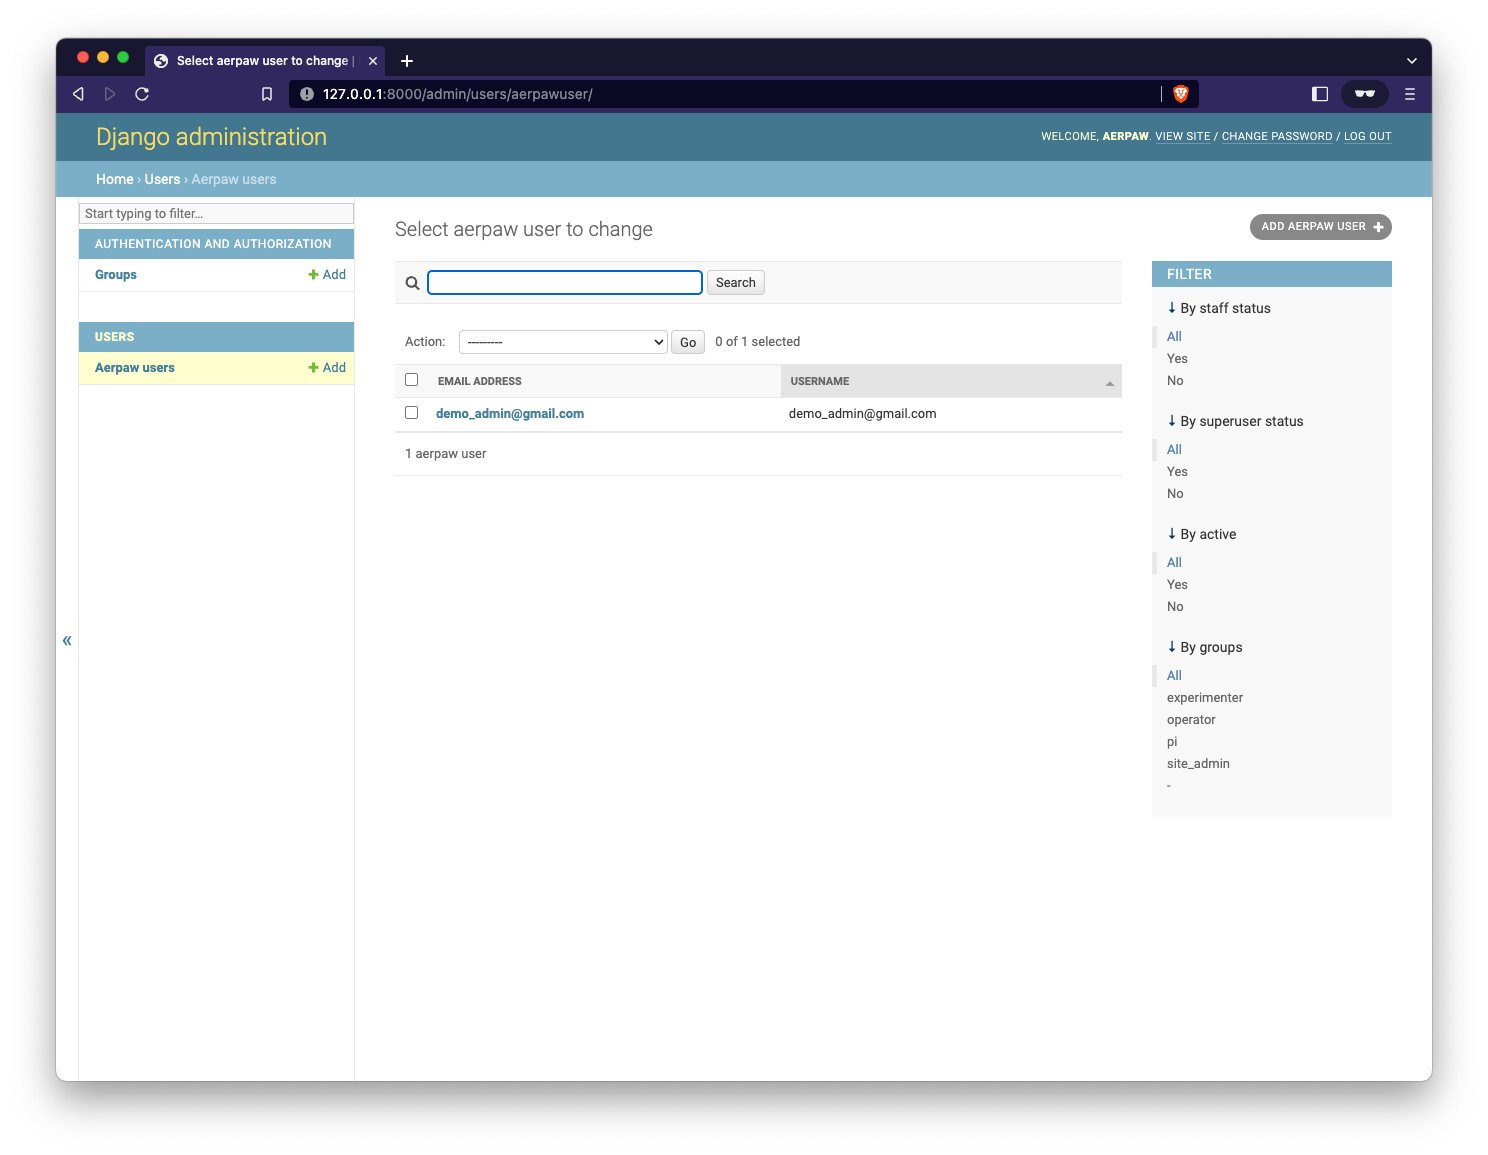 Select aerpaw user to change |
127.0.0.1:8000/admin/users/aerpawuser/
Django administration
WELCOME, AERPAW. VIEW SITE / CHANGE PASSWORD / LOG OUT
Home › Users › Aerpaw users
Start typing to filter...
AUTHENTICATION AND AUTHORIZATION
Groups
+ Add
USERS
Aerpaw users
+ Add
«
Select aerpaw user to change
ADD AERPAW USER +
Search
Action:
---------
Go
0 of 1 selected
EMAIL ADDRESS
USERNAME
demo_admin@gmail.com
demo_admin@gmail.com
1 aerpaw user
FILTER
↓ By staff status
All
Yes
No
↓ By superuser status
All
Yes
No
↓ By active
All
Yes
No
↓ By groups
All
experimenter
operator
pi
site_admin
-